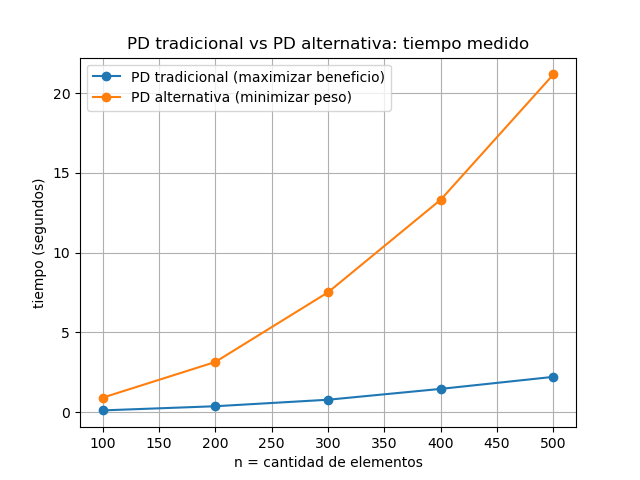 PD tradicional vs PD alternativa: tiempo medido
PD tradicional (maximizar beneficio)
PD alternativa (minimizar peso)
tiempo (segundos)
20
15
10
5
0
100
150
200
250
300
350
400
450
500
n = cantidad de elementos